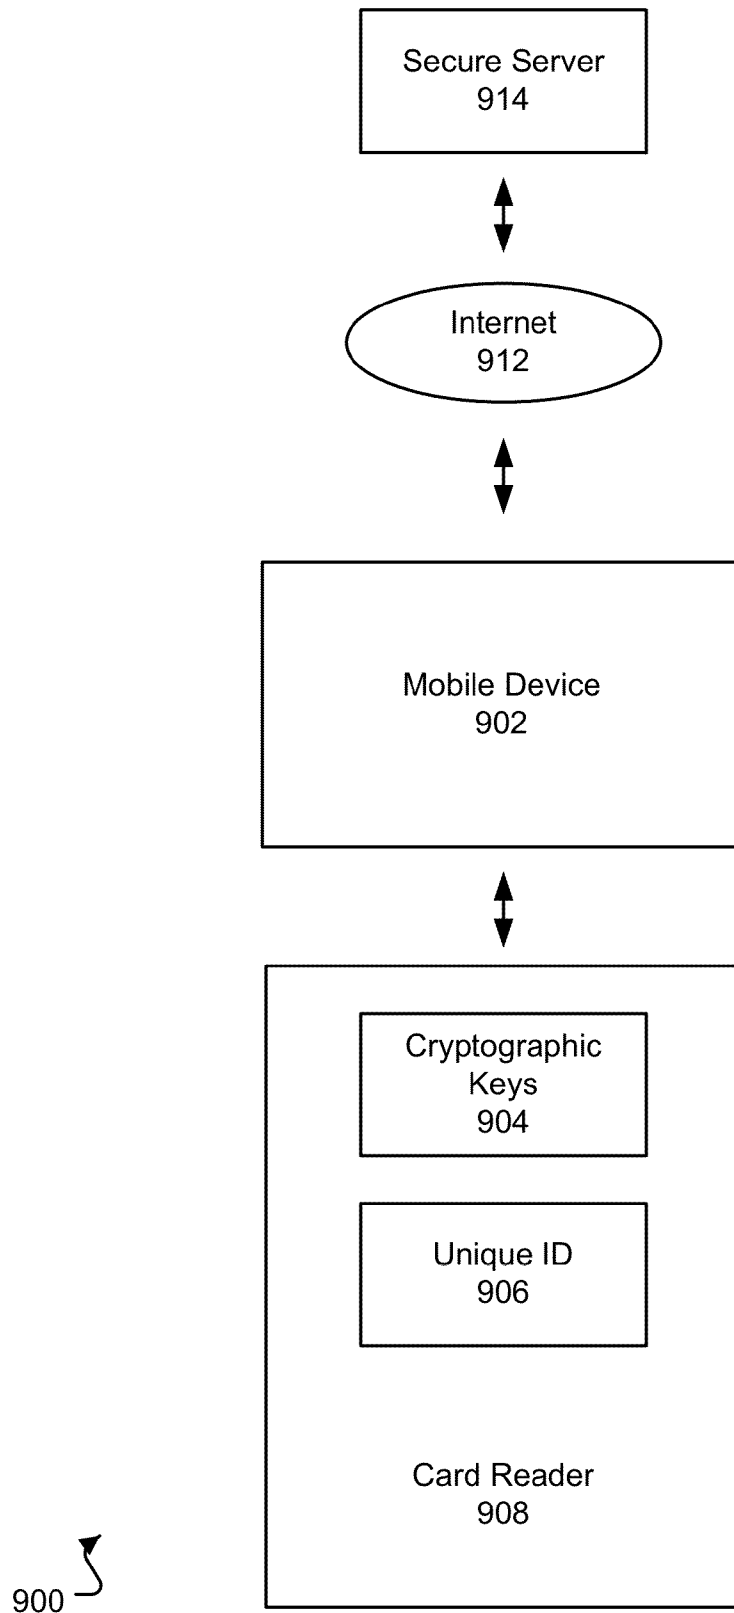 Secure Server
914
Internet
912
Mobile Device
902
Cryptographic
Keys
904
Unique ID
906
Card Reader
908
900